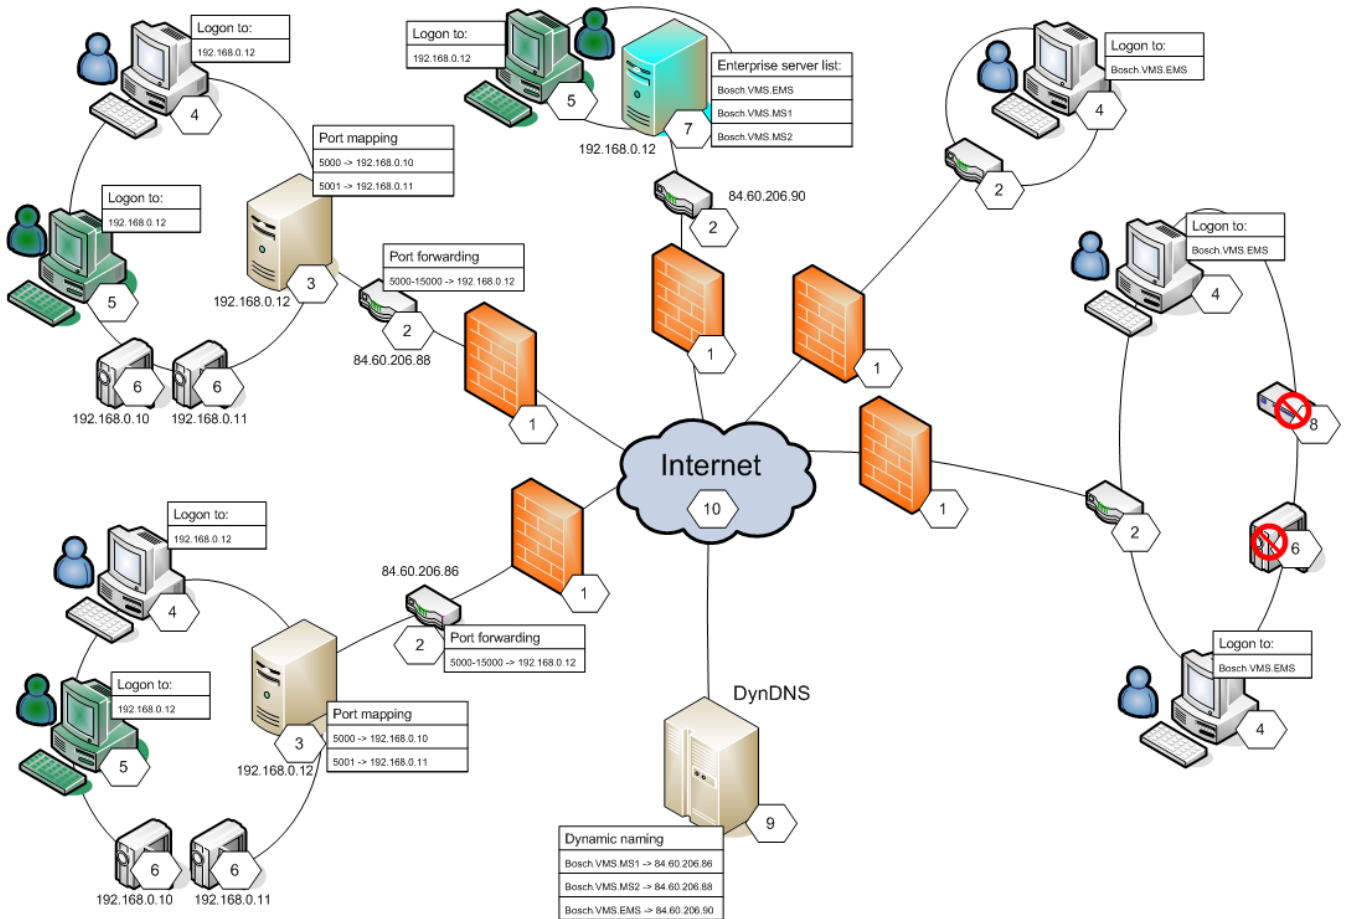 Logon to:
192.168.0.12
4
Port mapping
5000 -> 192.168.0.10
5001 -> 192.168.0.11
Logon to:
192.168.0.12
5
3
192.168.0.12
Port forwarding
5000-15000 -> 192.168.0.12
2
84.60.206.88
6
6
192.168.0.10
192.168.0.11
1
Logon to:
192.168.0.12
5
Enterprise server list:
Bosch.VMS.EMS
Bosch.VMS.MS1
Bosch.VMS.MS2
7
192.168.0.12
84.60.206.90
2
1
Logon to:
Bosch.VMS.EMS
4
2
1
Logon to:
Bosch.VMS.EMS
4
8
6
2
1
Logon to:
Bosch.VMS.EMS
4
Internet
10
Logon to:
192.168.0.12
4
84.60.206.86
1
2
Port forwarding
5000-15000 -> 192.168.0.12
Logon to:
192.168.0.12
5
3
192.168.0.12
Port mapping
5000 -> 192.168.0.10
5001 -> 192.168.0.11
6
6
192.168.0.10
192.168.0.11
DynDNS
9
Dynamic naming
Bosch.VMS.MS1 -> 84.60.206.86
Bosch.VMS.MS2 -> 84.60.206.88
Bosch.VMS.EMS -> 84.60.206.90